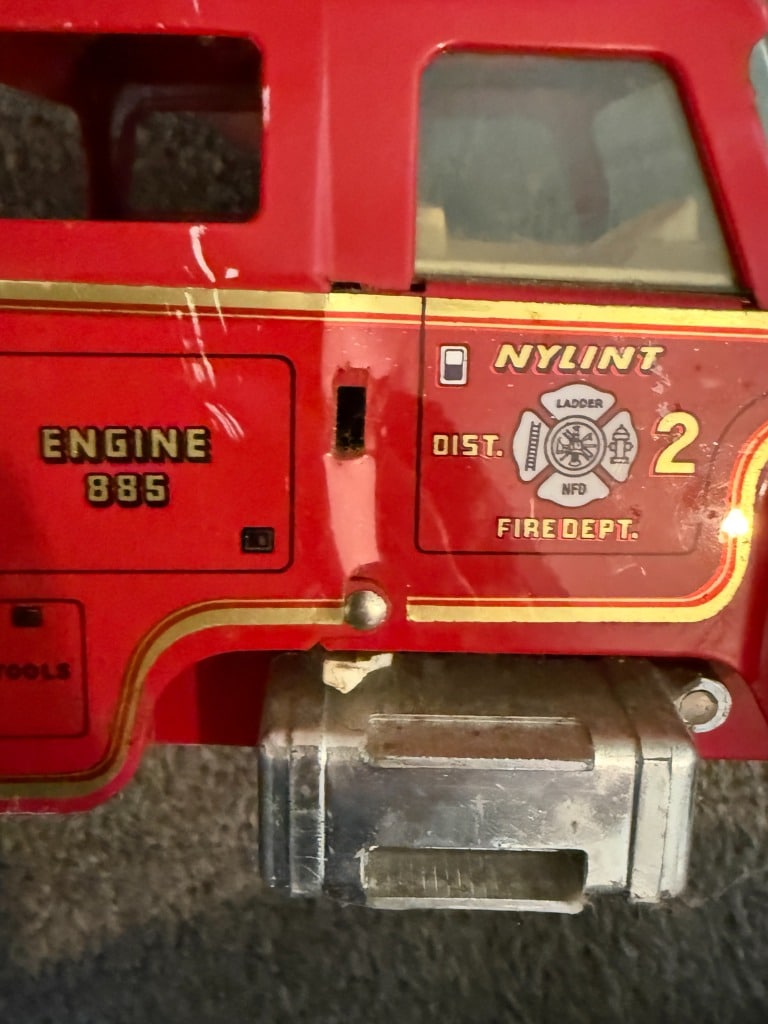 NYLINT
LADDER
DIST.
2
NFD
FIRE DEPT.
ENGINE
885
TOOLS